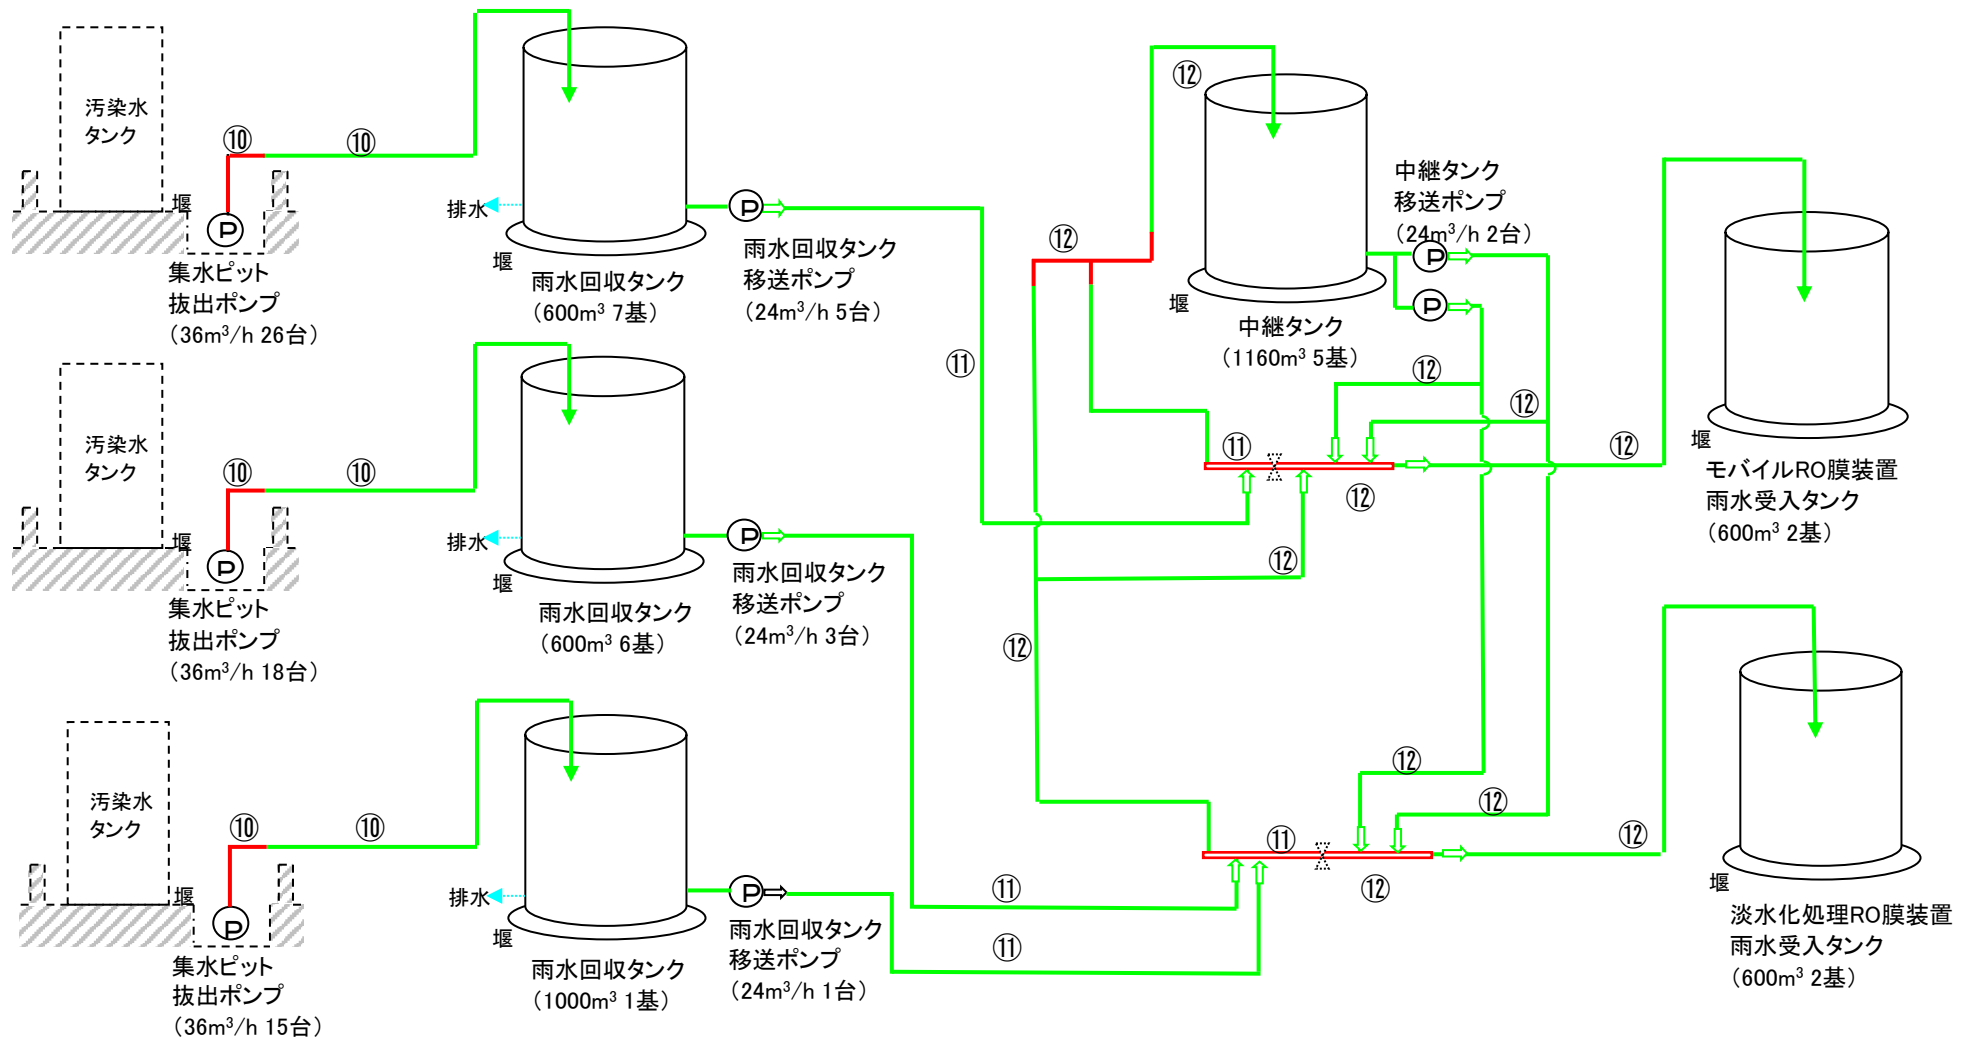 汚染水
タンク
⑩
⑩
堰
P
集水ピット
抜出ポンプ
（36m³/h 26台）
排水
堰
雨水回収タンク
（600m³ 7基）
P
雨水回収タンク
移送ポンプ
（24m³/h 5台）
⑪
汚染水
タンク
⑩
⑩
堰
P
集水ピット
抜出ポンプ
（36m³/h 18台）
排水
堰
雨水回収タンク
（600m³ 6基）
P
雨水回収タンク
移送ポンプ
（24m³/h 3台）
⑪
汚染水
タンク
⑩
⑩
堰
P
集水ピット
抜出ポンプ
（36m³/h 15台）
排水
堰
雨水回収タンク
（1000m³ 1基）
P
雨水回収タンク
移送ポンプ
（24m³/h 1台）
⑪
⑫
⑫
堰
中継タンク
（1160m³ 5基）
中継タンク
移送ポンプ
（24m³/h 2台）
P
P
⑫
⑫
⑪
⑫
⑫
⑫
⑫
⑫
⑫
⑪
⑫
⑫
堰
モバイルRO膜装置
雨水受入タンク
（600m³ 2基）
堰
淡水化処理RO膜装置
雨水受入タンク
（600m³ 2基）